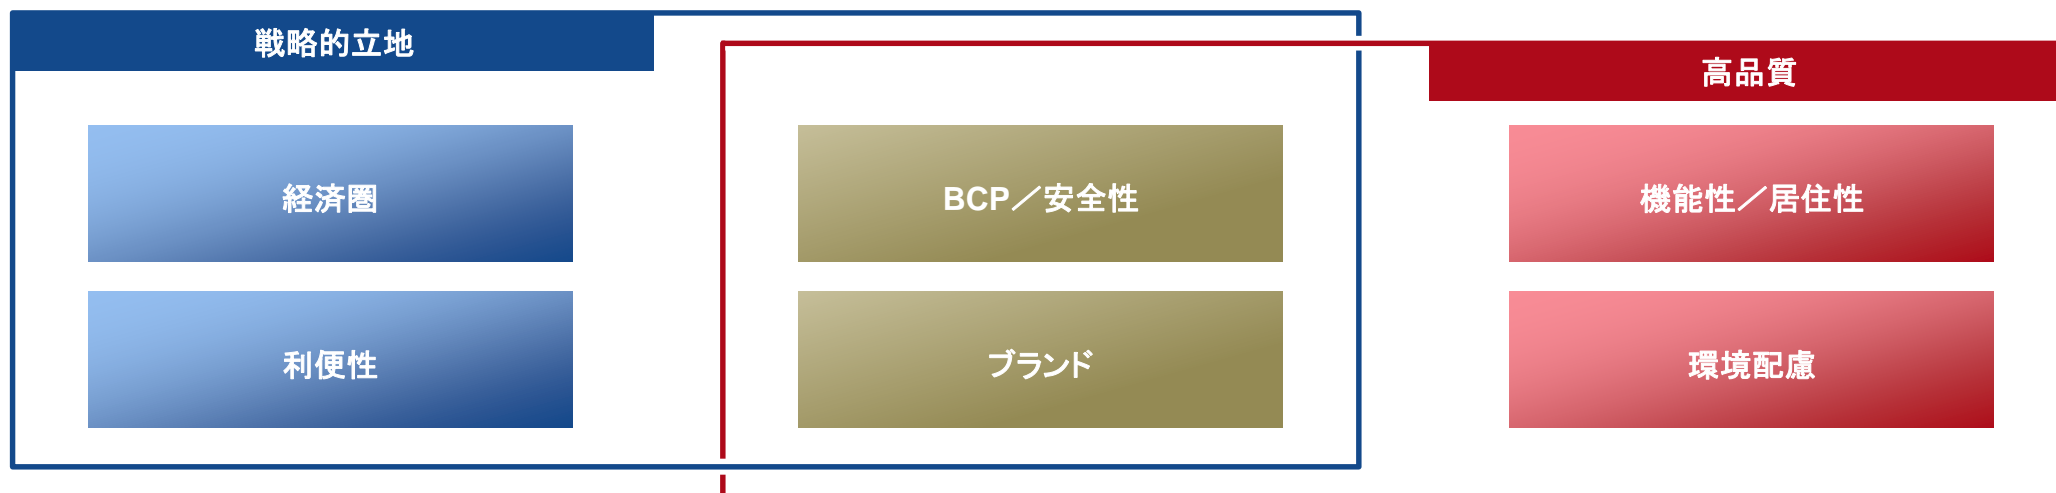 戦略的立地
高品質
経済圏
BCP／安全性
機能性／居住性
利便性
ブランド
環境配慮